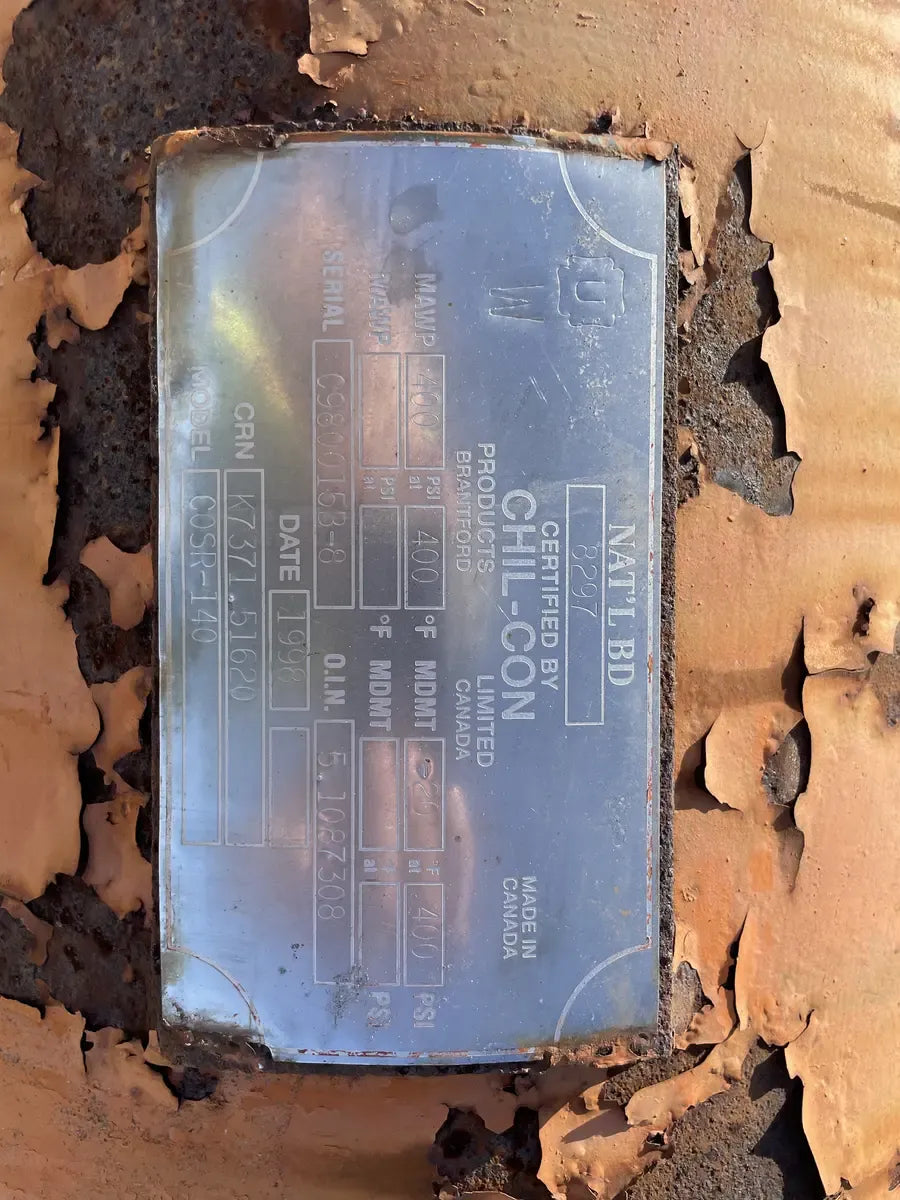 NAT'L BD
8297
U
W
CERTIFIED BY
CHIL-CON
PRODUCTS LIMITED
BRANTFORD CANADA
MADE IN
CANADA
MAWP 400 PSI at 400 °F MDMT -20 °F at 400 PSI
MAWP PSI at °F MDMT °F at PSI
SERIAL C9800153-8 O.I.N. 5.1087308
DATE 1998
CRN K7371.51620
MODEL COSR-140